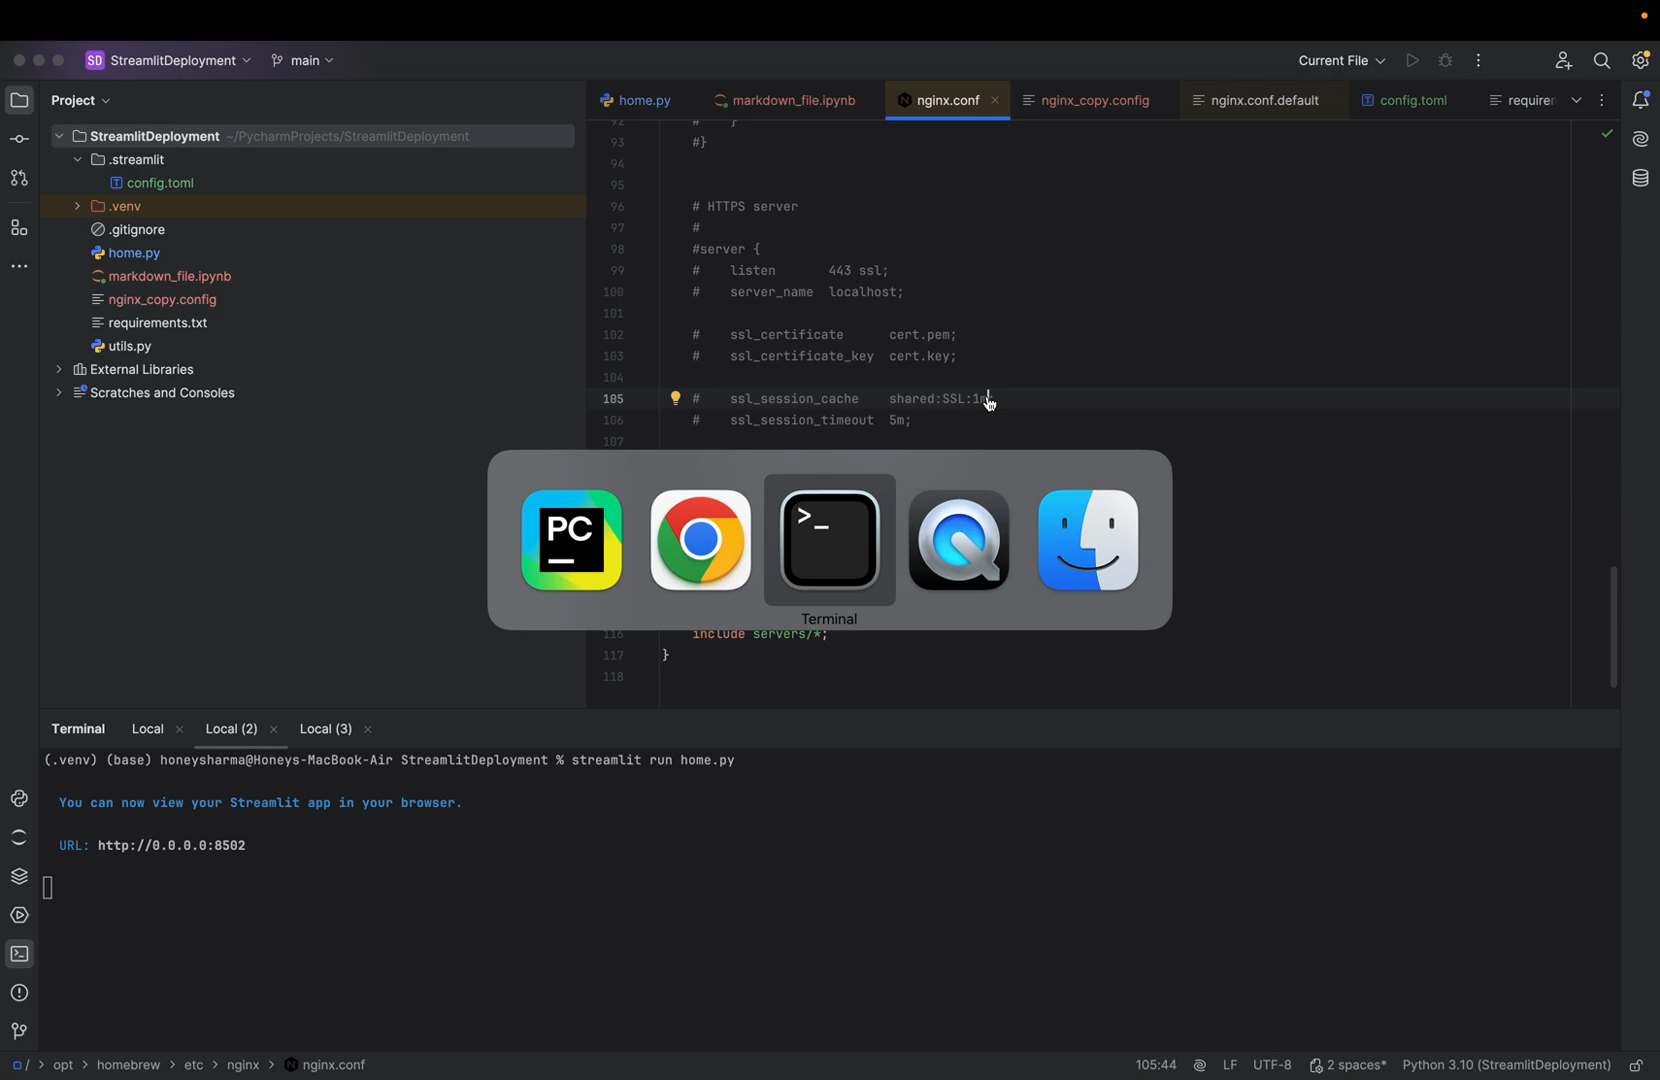 SD StreamlitDeployment
main
Current File
Project
home.py
markdown_file.ipynb
nginx.conf
nginx_copy.config
nginx.conf.default
config.toml
StreamlitDeployment ~/PycharmProjects/StreamlitDeployment
.streamlit
config.toml
.venv
.gitignore
home.py
markdown_file.ipynb
nginx_copy.config
requirements.txt
utils.py
External Libraries
Scratches and Consoles
92 # }
93 #}
94
95
96 # HTTPS server
97 #
98 #server {
99 # listen 443 ssl;
100 # server_name localhost;
101
102 # ssl_certificate cert.pem;
103 # ssl_certificate_key cert.key;
104
105 # ssl_session_cache
106 # ssl_session_timeout 5m;
107
PC
>_
Terminal
116 include servers/*;
117 }
118
Terminal Local Local (2) Local (3)
(.venv) (base) honeysharma@Honeys-MacBook-Air StreamlitDeployment % streamlit run home.py
You can now view your Streamlit app in your browser.
URL: http://0.0.0.0:8502
/ > opt > homebrew > etc > nginx > nginx.conf
105:44 LF UTF-8 2 spaces* Python 3.10 (StreamlitDeployment)